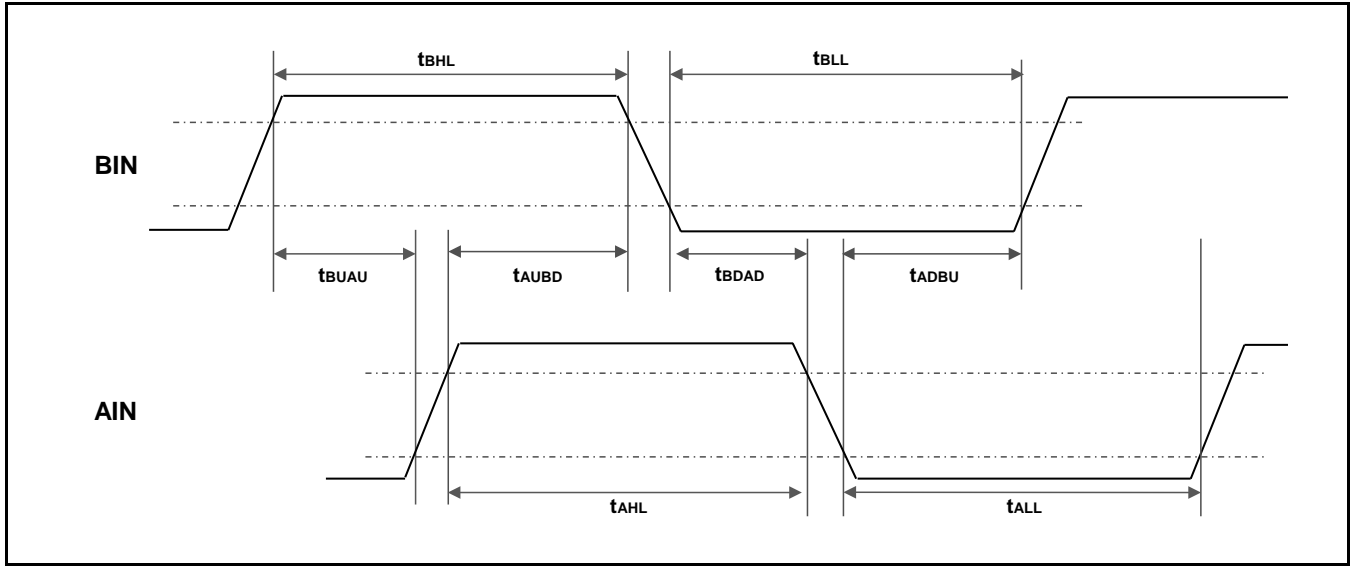 tBHL tBLL
BIN
tBUAU tAUBD tBDAD tADBU
AIN
tAHL tALL